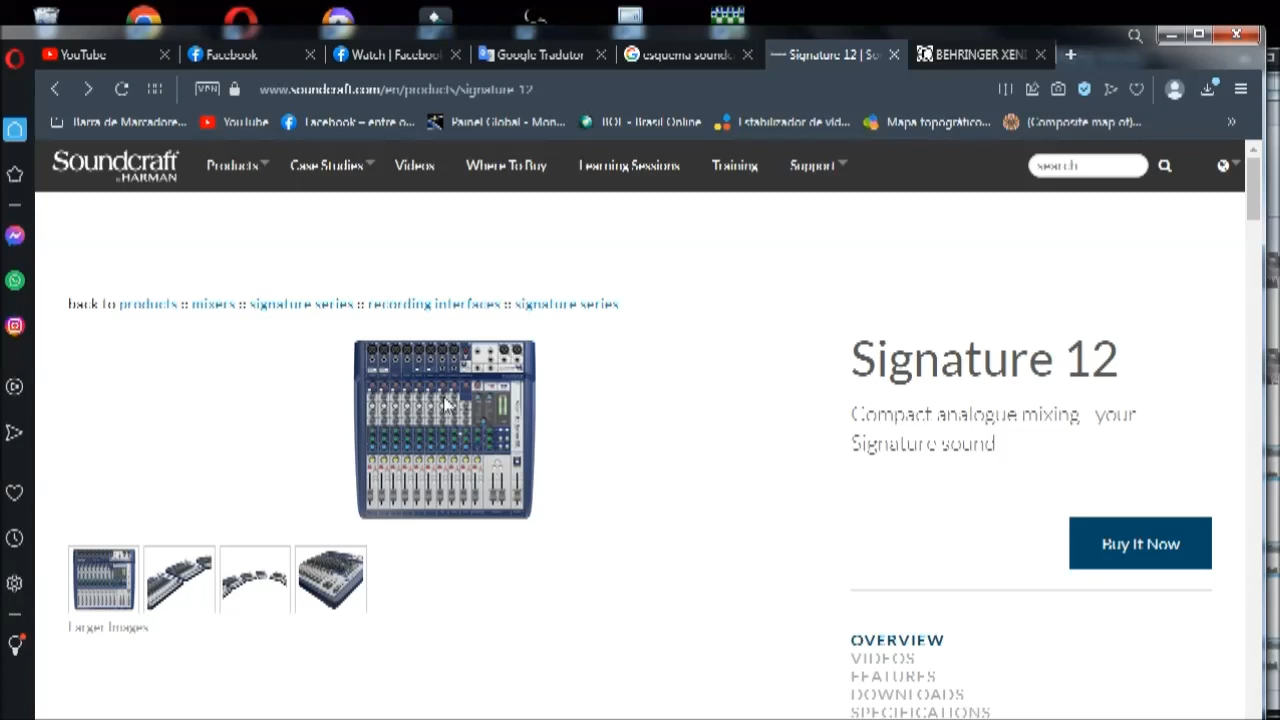 YouTube
Facebook
Watch | Faceboo
Google Tradutor
esquema soundc
Signature 12 | So
BEHRINGER XENI
VPN
www.soundcraft.com/en/products/signature-12
Barra de Marcadore...
YouTube
Facebook – entre o...
Painel Global - Mon...
BOL - Brasil Online
Estabilizador de vid...
Mapa topográfico...
(Composite map of)...
Soundcraft
BY HARMAN
Products
Case Studies
Videos
Where To Buy
Learning Sessions
Training
Support
search
back to products :: mixers :: signature series :: recording interfaces :: signature series
Signature 12
Compact analogue mixing - your
Signature sound
Buy It Now
Larger Images
OVERVIEW
VIDEOS
FEATURES
DOWNLOADS
SPECIFICATIONS